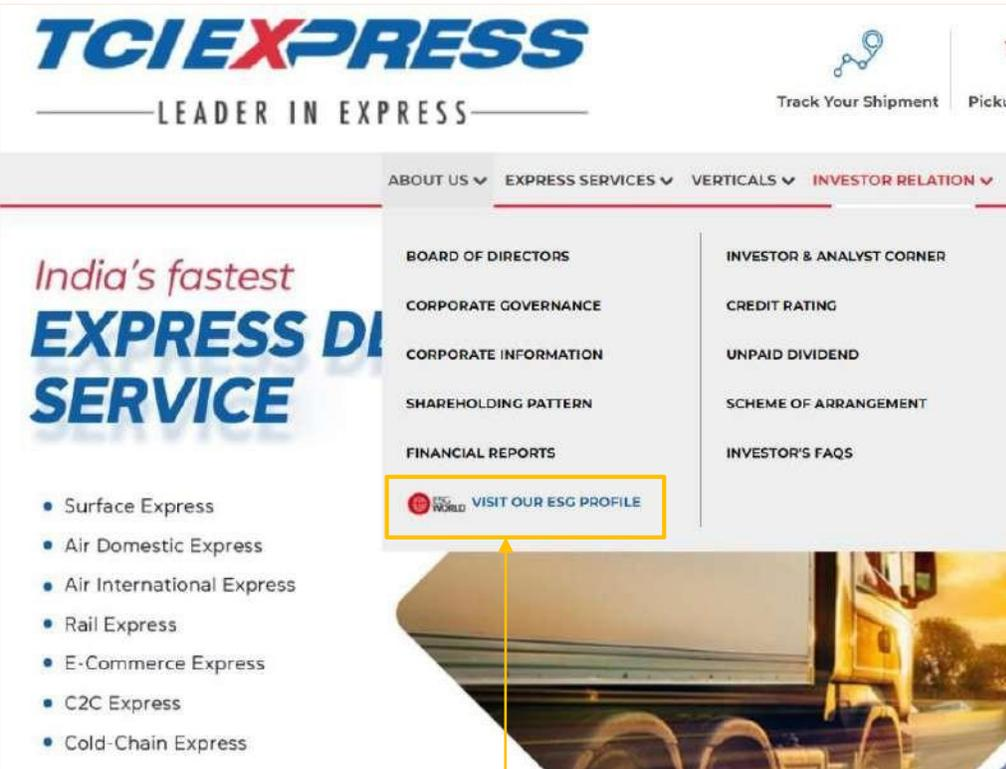 TCIEXPRESS
LEADER IN EXPRESS
Track Your Shipment
ABOUT US
EXPRESS SERVICES
VERTICALS
INVESTOR RELATION
India's fastest
EXPRESS
SERVICE
Surface Express
Air Domestic Express
Air International Express
Rail Express
E-Commerce Express
C2C Express
Cold-Chain Express
BOARD OF DIRECTORS
CORPORATE GOVERNANCE
CORPORATE INFORMATION
SHAREHOLDING PATTERN
FINANCIAL REPORTS
ESG WORLD VISIT OUR ESG PROFILE
INVESTOR & ANALYST CORNER
CREDIT RATING
UNPAID DIVIDEND
SCHEME OF ARRANGEMENT
INVESTOR'S FAQS